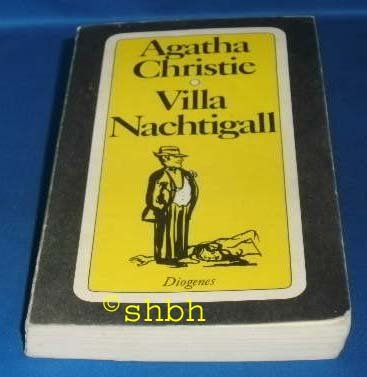 Agatha
Christie
Villa
Nachtigall
Diogenes
© shbh